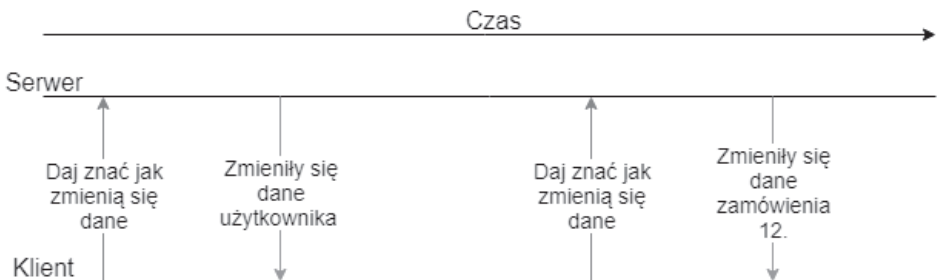 Czas
Serwer
Daj znać jak
zmienią się
dane
Zmieniły się
dane
użytkownika
Daj znać jak
zmienią się
dane
Zmieniły się
dane
zamówienia
12.
Klient